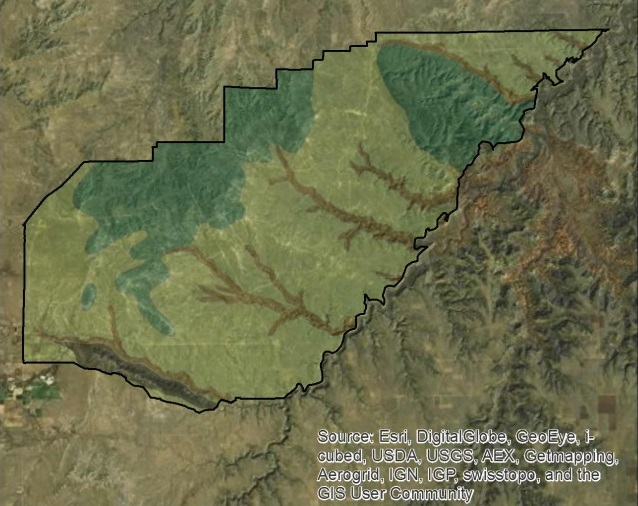 Source: Esri, DigitalGlobe, GeoEye, i-
cubed, USDA, USGS, AEX, Getmapping,
Aerogrid, IGN, IGP, swisstopo, and the
GIS User Community